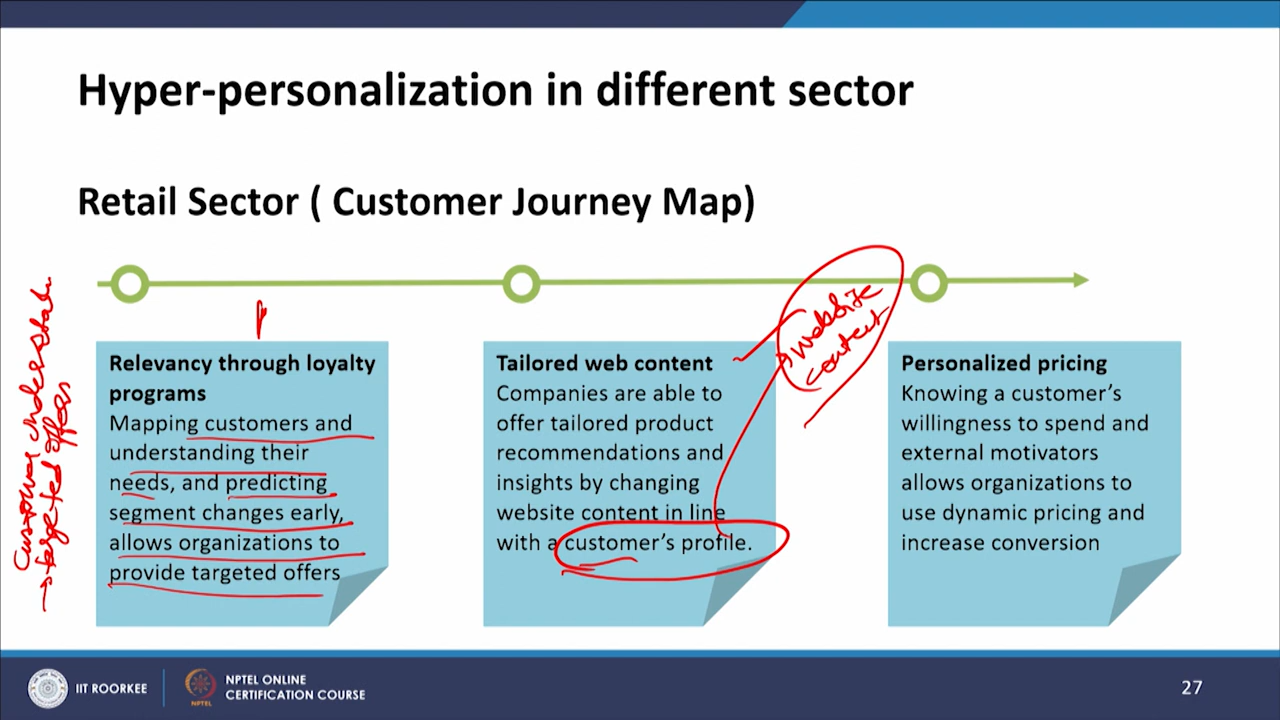 Hyper-personalization in different sector
Retail Sector ( Customer Journey Map)
Customer understand
→ targeted offers
Relevancy through loyalty
programs
Mapping customers and
understanding their
needs, and predicting
segment changes early,
allows organizations to
provide targeted offers
Tailored web content
Companies are able to
offer tailored product
recommendations and
insights by changing
website content in line
with a customer’s profile.
website
content
Personalized pricing
Knowing a customer’s
willingness to spend and
external motivators
allows organizations to
use dynamic pricing and
increase conversion
IIT ROORKEE
NPTEL
NPTEL ONLINE
CERTIFICATION COURSE
27